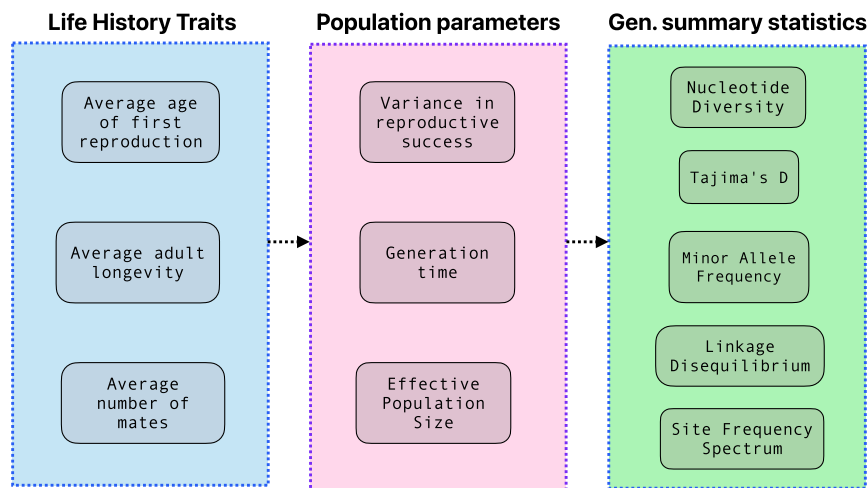 Life History Traits
Average age
of first
reproduction
Average adult
longevity
Average
number of
mates
Population parameters
Variance in
reproductive
success
Generation
time
Effective
Population
Size
Gen. summary statistics
Nucleotide
Diversity
Tajima's D
Minor Allele
Frequency
Linkage
Disequilibrium
Site Frequency
Spectrum